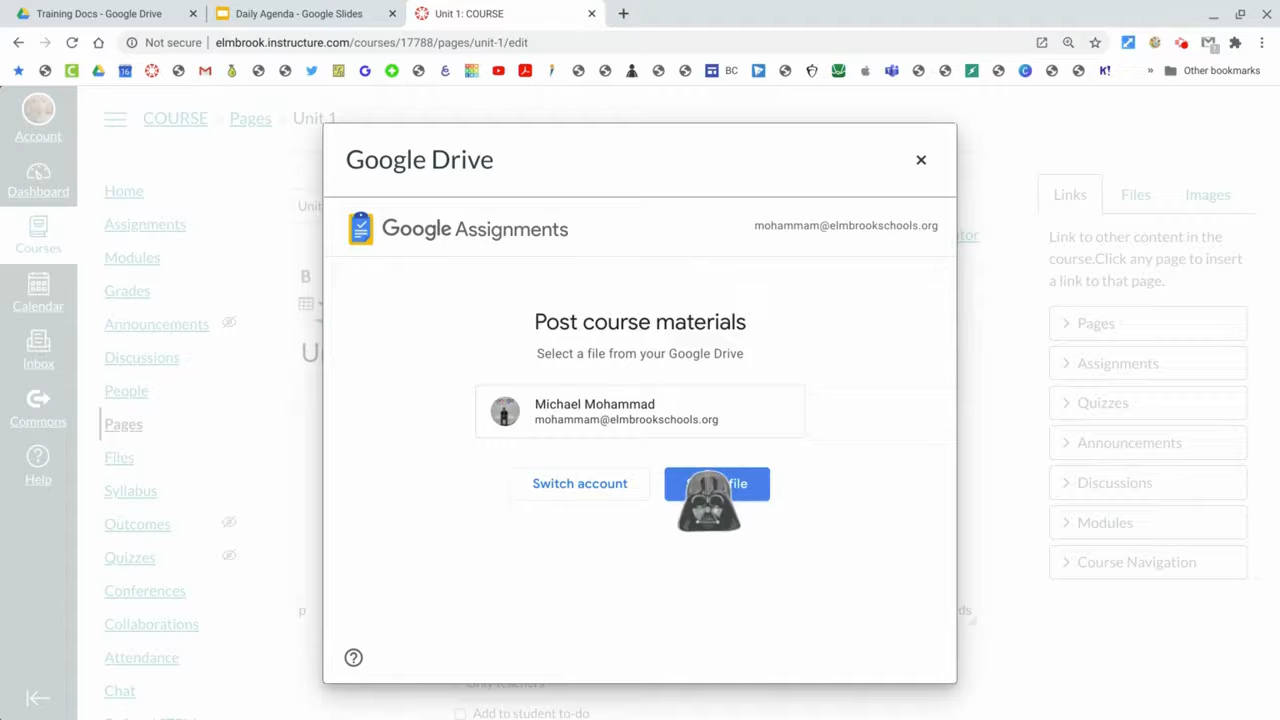 Training Docs - Google Drive
Daily Agenda - Google Slides
Unit 1: COURSE
Not secure
elmbrook.instructure.com/courses/17788/pages/unit-1/edit
BC
K!
Other bookmarks
COURSE
Pages
Unit 1
Account
Dashboard
Courses
Calendar
Inbox
Commons
Help
Home
Assignments
Modules
Grades
Announcements
Discussions
People
Pages
Files
Syllabus
Outcomes
Quizzes
Conferences
Collaborations
Attendance
Chat
Unit
B
Google Drive
Google Assignments
mohammam@elmbrookschools.org
Post course materials
Select a file from your Google Drive
Michael Mohammad
mohammam@elmbrookschools.org
Switch account
file
p
Add to student to-do
Links
Files
Images
Link to other content in the
course.Click any page to insert
a link to that page.
Pages
Assignments
Quizzes
Announcements
Discussions
Modules
Course Navigation